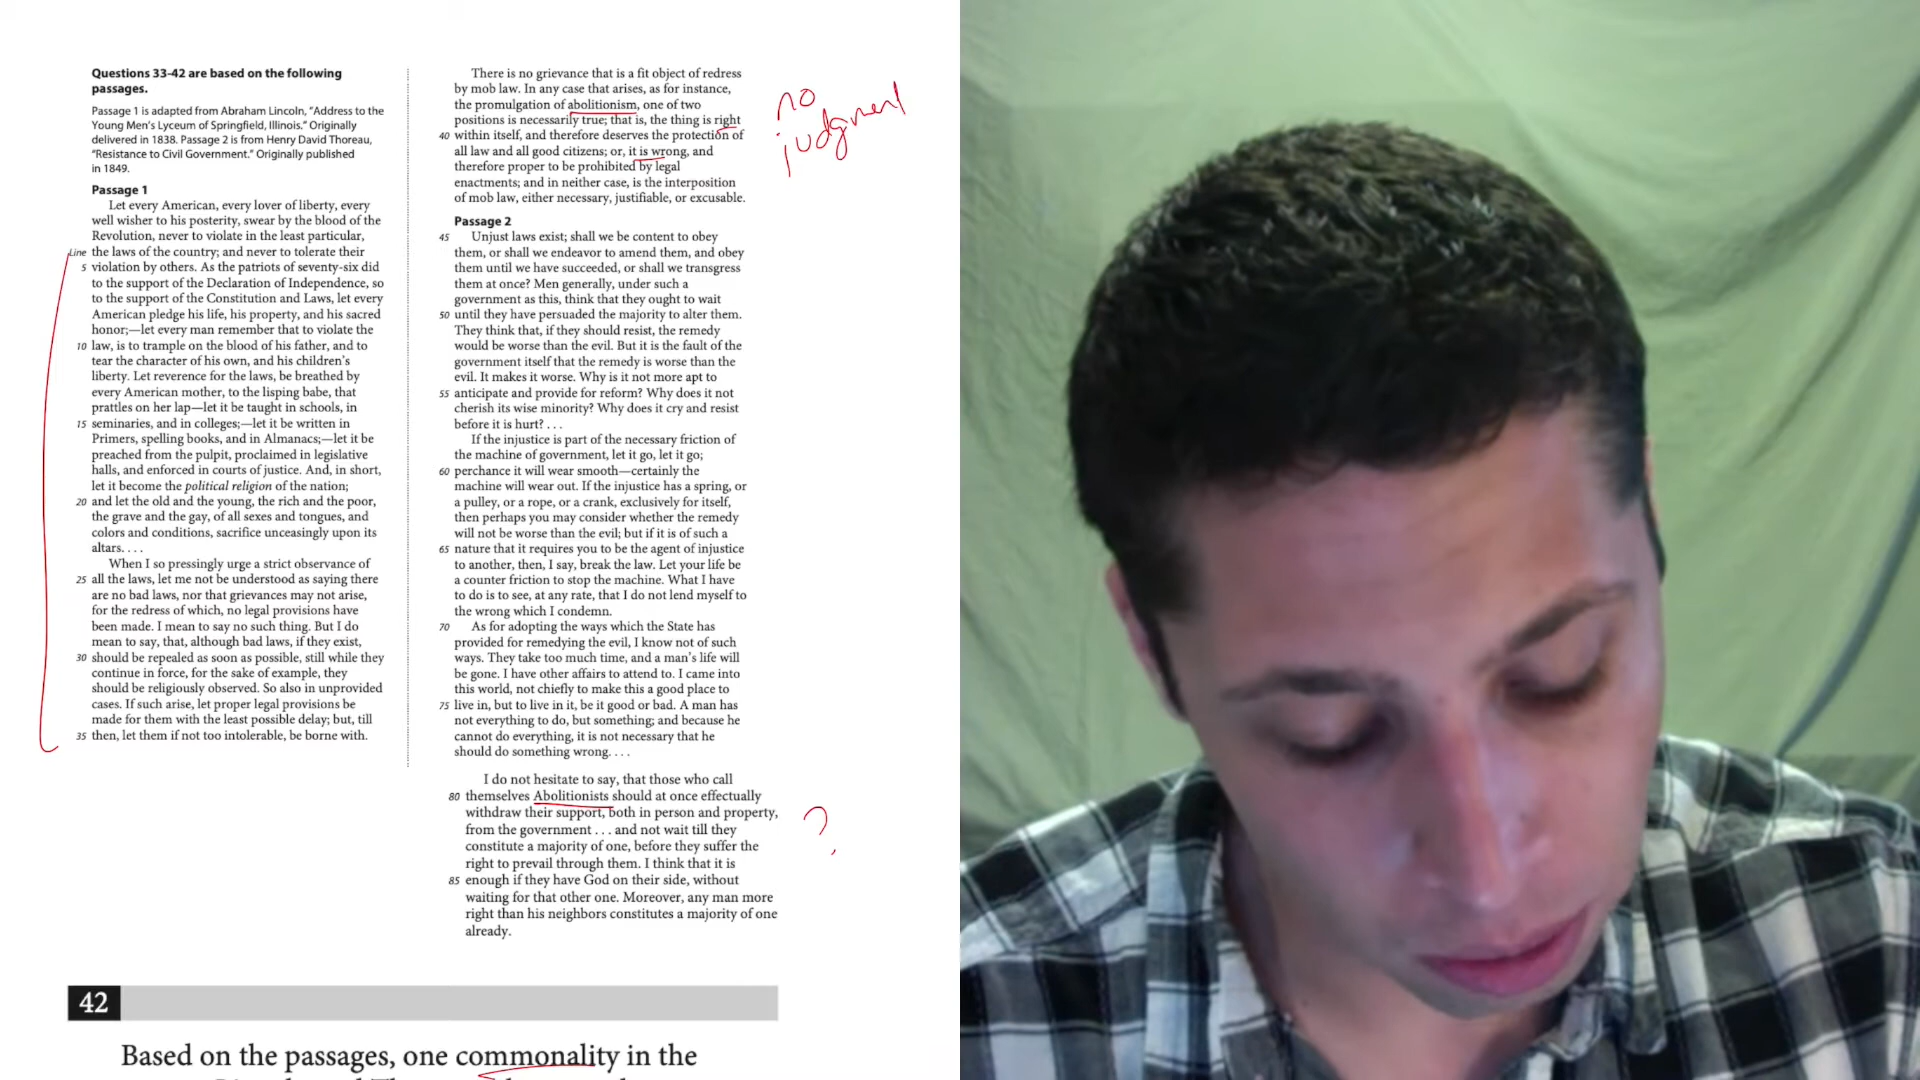 Questions 33-42 are based on the following
passages.
Passage 1 is adapted from Abraham Lincoln, "Address to the
Young Men's Lyceum of Springfield, Illinois." Originally
delivered in 1838. Passage 2 is from Henry David Thoreau,
"Resistance to Civil Government." Originally published
in 1849.
Passage 1
Let every American, every lover of liberty, every
well wisher to his posterity, swear by the blood of the
Revolution, never to violate in the least particular,
Line the laws of the country; and never to tolerate their
5 violation by others. As the patriots of seventy-six did
to the support of the Declaration of Independence, so
to the support of the Constitution and Laws, let every
American pledge his life, his property, and his sacred
honor;—let every man remember that to violate the
10 law, is to trample on the blood of his father, and to
tear the character of his own, and his children's
liberty. Let reverence for the laws, be breathed by
every American mother, to the lisping babe, that
prattles on her lap—let it be taught in schools, in
15 seminaries, and in colleges;—let it be written in
Primers, spelling books, and in Almanacs;—let it be
preached from the pulpit, proclaimed in legislative
halls, and enforced in courts of justice. And, in short,
let it become the political religion of the nation;
20 and let the old and the young, the rich and the poor,
the grave and the gay, of all sexes and tongues, and
colors and conditions, sacrifice unceasingly upon its
altars. . . .
When I so pressingly urge a strict observance of
25 all the laws, let me not be understood as saying there
are no bad laws, nor that grievances may not arise,
for the redress of which, no legal provisions have
been made. I mean to say no such thing. But I do
mean to say, that, although bad laws, if they exist,
30 should be repealed as soon as possible, still while they
continue in force, for the sake of example, they
should be religiously observed. So also in unprovided
cases. If such arise, let proper legal provisions be
made for them with the least possible delay; but, till
35 then, let them if not too intolerable, be borne with.
There is no grievance that is a fit object of redress
by mob law. In any case that arises, as for instance,
the promulgation of abolitionism, one of two
positions is necessarily true; that is, the thing is right
40 within itself, and therefore deserves the protection of
all law and all good citizens; or, it is wrong, and
therefore proper to be prohibited by legal
enactments; and in neither case, is the interposition
of mob law, either necessary, justifiable, or excusable.
no
judgment
Passage 2
45 Unjust laws exist; shall we be content to obey
them, or shall we endeavor to amend them, and obey
them until we have succeeded, or shall we transgress
them at once? Men generally, under such a
government as this, think that they ought to wait
50 until they have persuaded the majority to alter them.
They think that, if they should resist, the remedy
would be worse than the evil. But it is the fault of the
government itself that the remedy is worse than the
evil. It makes it worse. Why is it not more apt to
55 anticipate and provide for reform? Why does it not
cherish its wise minority? Why does it cry and resist
before it is hurt? . . .
If the injustice is part of the necessary friction of
the machine of government, let it go, let it go;
60 perchance it will wear smooth—certainly the
machine will wear out. If the injustice has a spring, or
a pulley, or a rope, or a crank, exclusively for itself,
then perhaps you may consider whether the remedy
will not be worse than the evil; but if it is of such a
65 nature that it requires you to be the agent of injustice
to another, then, I say, break the law. Let your life be
a counter friction to stop the machine. What I have
to do is to see, at any rate, that I do not lend myself to
the wrong which I condemn.
70 As for adopting the ways which the State has
provided for remedying the evil, I know not of such
ways. They take too much time, and a man's life will
be gone. I have other affairs to attend to. I came into
this world, not chiefly to make this a good place to
75 live in, but to live in it, be it good or bad. A man has
not everything to do, but something; and because he
cannot do everything, it is not necessary that he
should do something wrong. . . .
I do not hesitate to say, that those who call
80 themselves Abolitionists should at once effectually
withdraw their support, both in person and property,
from the government . . . and not wait till they
constitute a majority of one, before they suffer the
right to prevail through them. I think that it is
85 enough if they have God on their side, without
waiting for that other one. Moreover, any man more
right than his neighbors constitutes a majority of one
already.
?
42
Based on the passages, one commonality in the